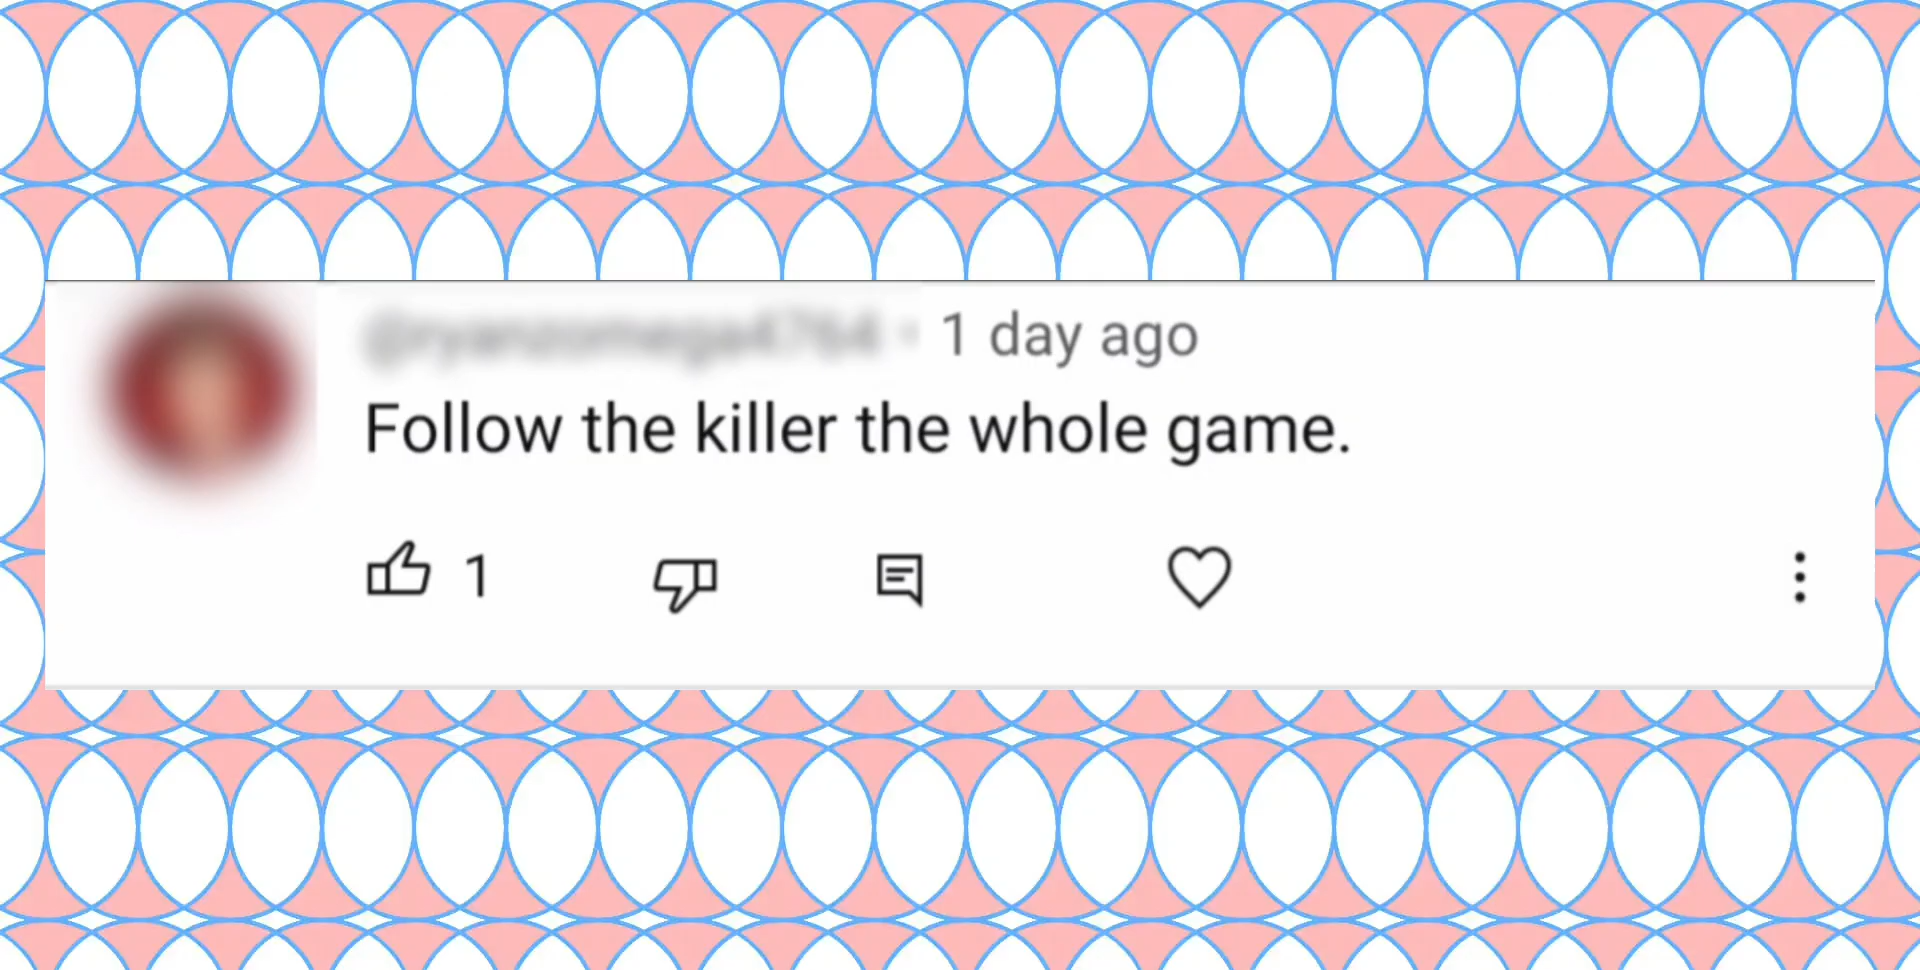 1 day ago
Follow the killer the whole game.
1